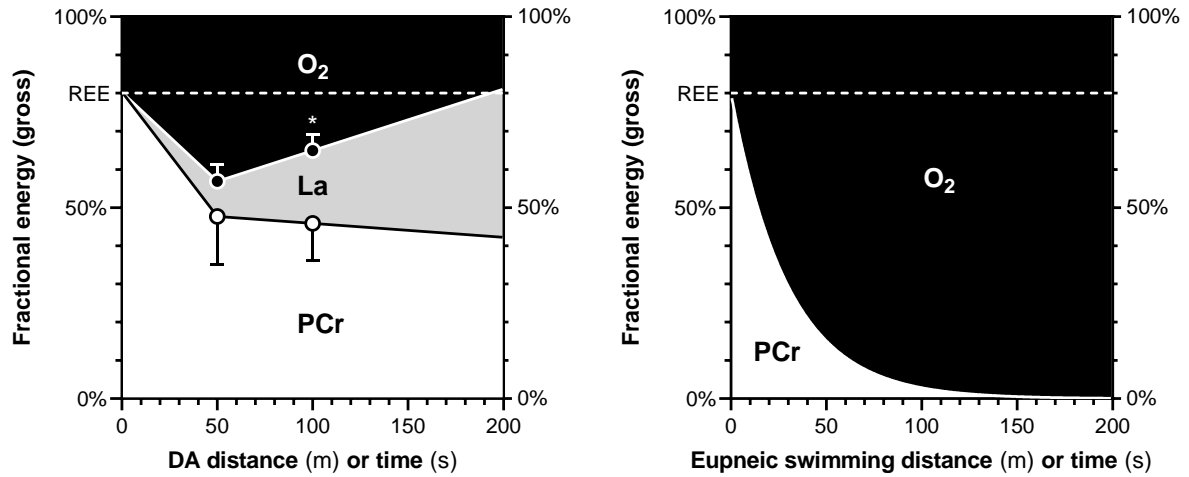 100%
REE
50%
0%
Fractional energy (gross)
O₂
*
La
PCr
100%
50%
0%
0 50 100 150 200
DA distance (m) or time (s)
100%
REE
50%
0%
Fractional energy (gross)
O₂
PCr
100%
50%
0%
0 50 100 150 200
Eupneic swimming distance (m) or time (s)